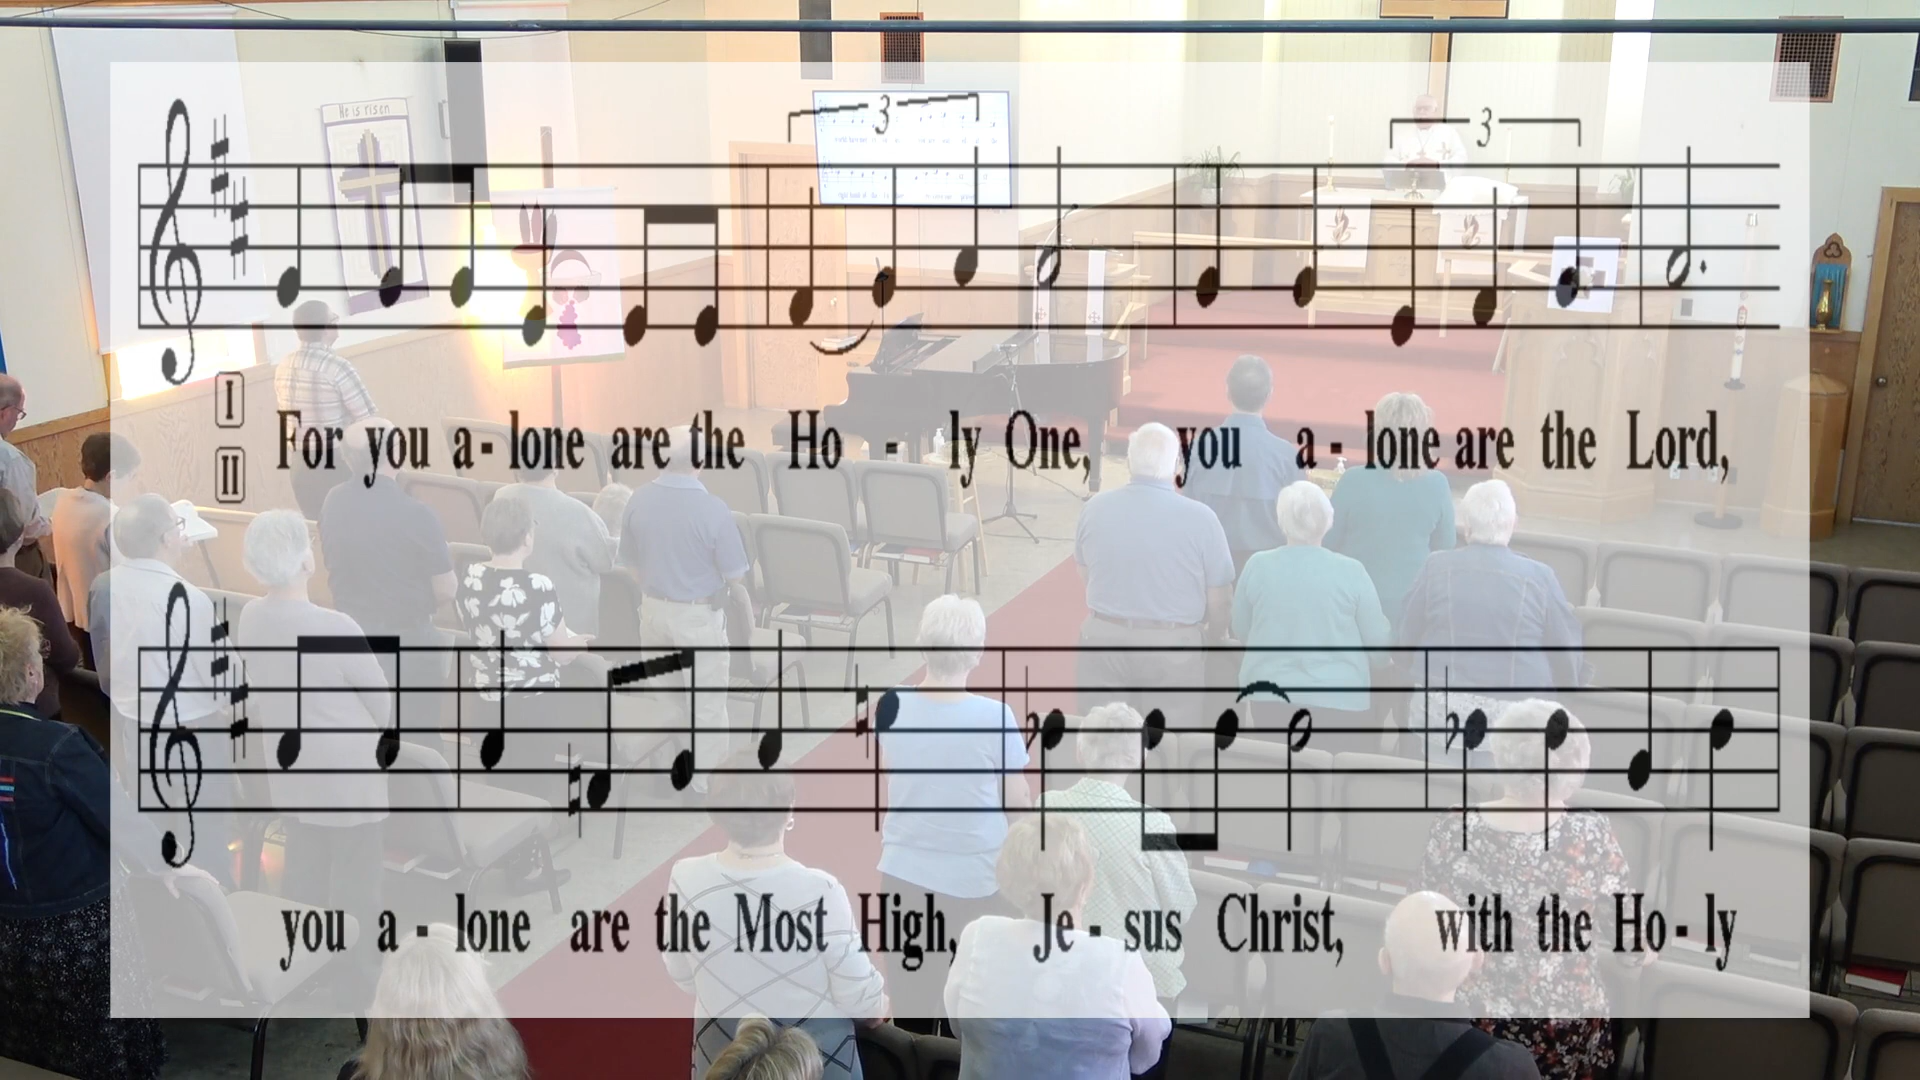 He is risen
3 3
I
II
For you a - lone are the Ho - ly One, you a - lone are the Lord,
you a - lone are the Most High, Je - sus Christ, with the Ho - ly